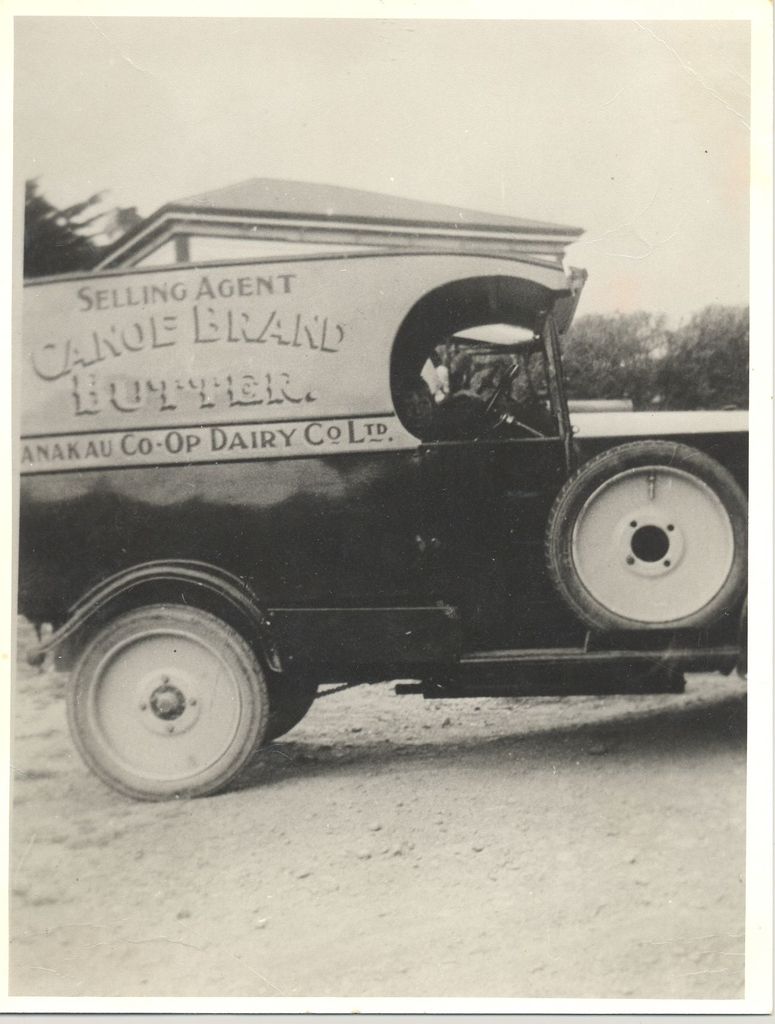 SELLING AGENT
CANOE BRAND
BUTTER.
ANAKAU CO-OP DAIRY CO LTD.